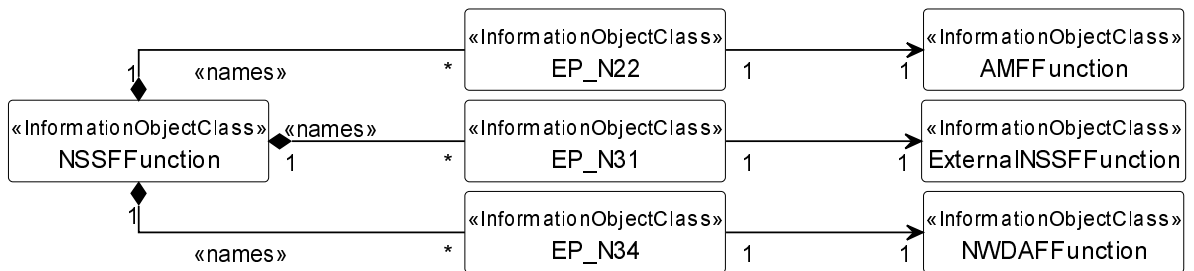 «InformationObjectClass»
EP_N22
«InformationObjectClass»
AMFFunction
1
«names»
*
1
1
«InformationObjectClass»
NSSFFunction
«names»
1
*
«InformationObjectClass»
EP_N31
1
1
«InformationObjectClass»
ExternalNSSFFunction
1
«names»
*
«InformationObjectClass»
EP_N34
1
1
«InformationObjectClass»
NWDAFFunction